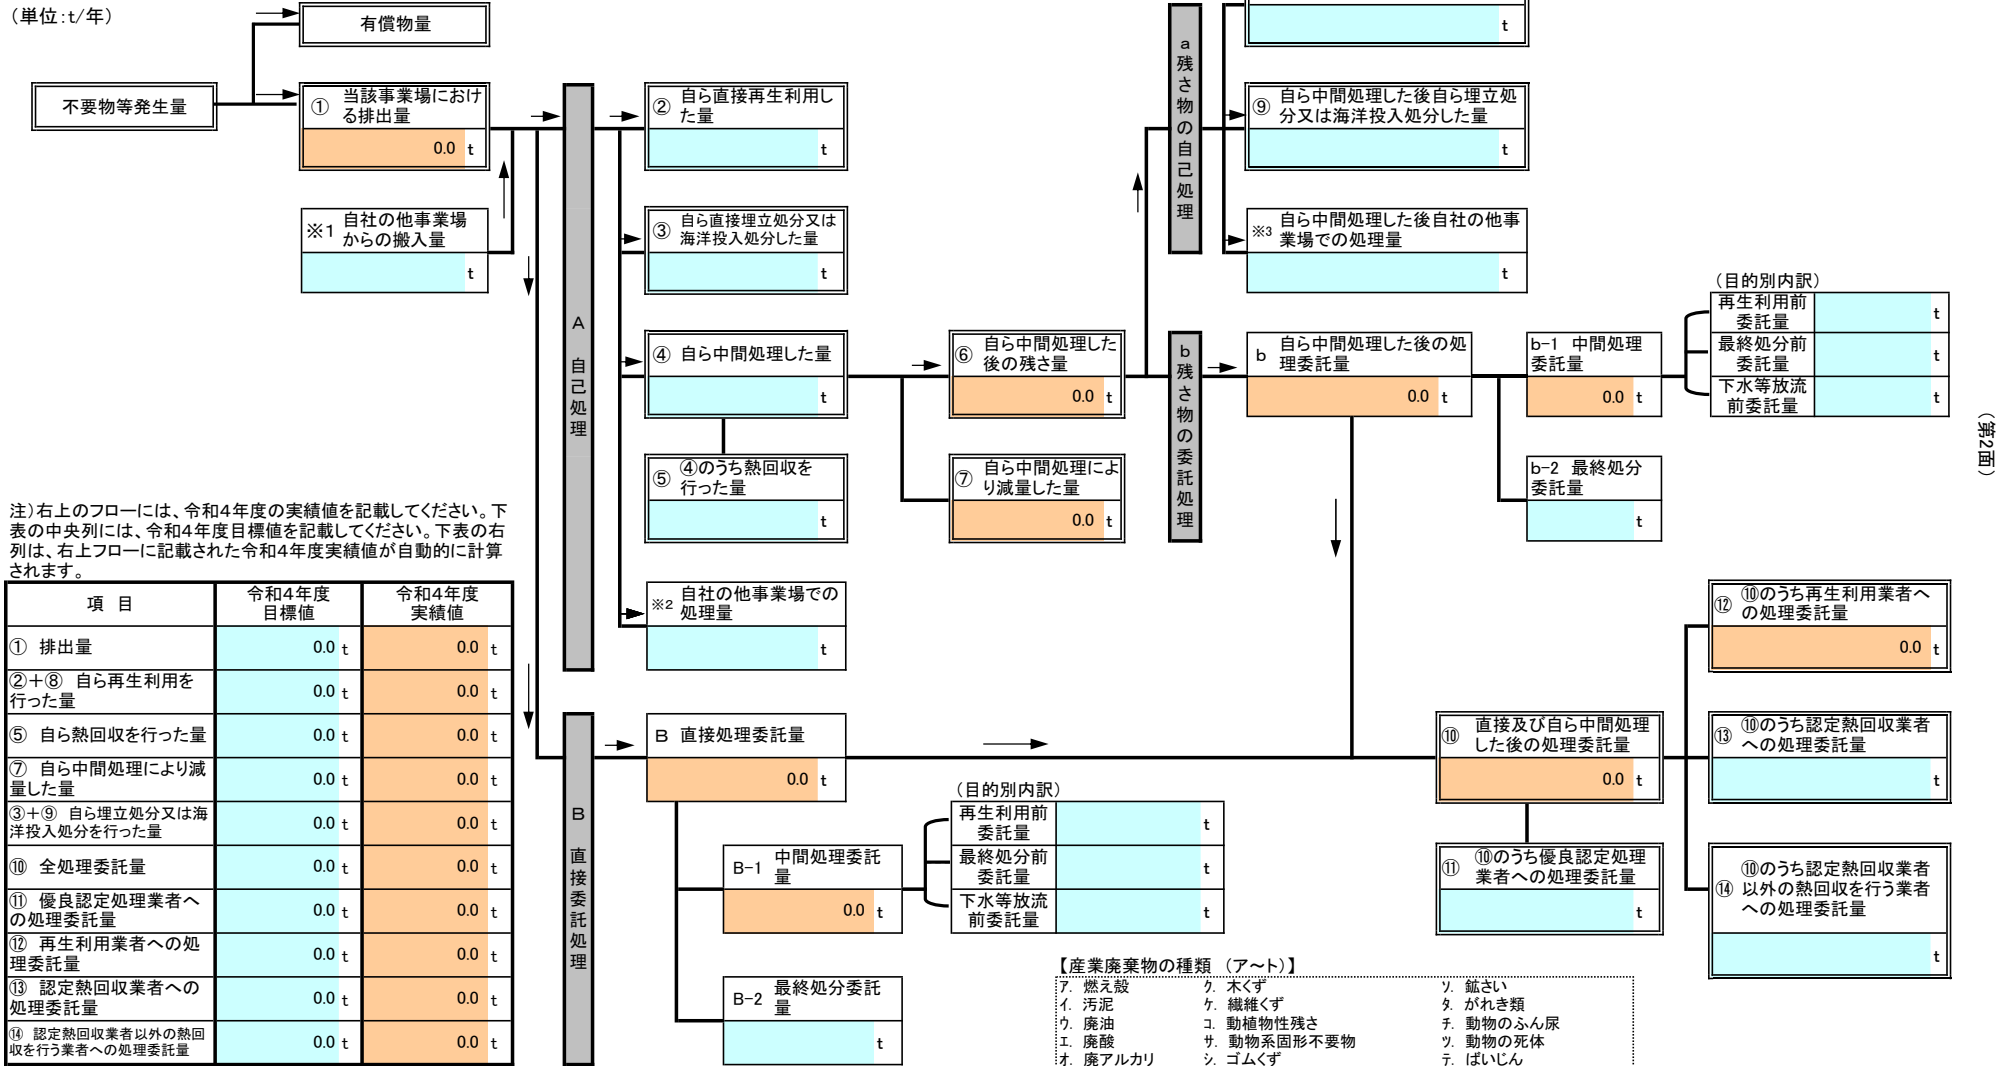 (単位:t/年)
有償物量
不要物等発生量
① 当該事業場におけ
る排出量
0.0 t
※1 自社の他事業場
からの搬入量
t
A 自己処理
② 自ら直接再生利用し
た量
t
③ 自ら直接埋立処分又は
海洋投入処分した量
t
④ 自ら中間処理した量
t
⑤ ④のうち熱回収を
行った量
t
※2 自社の他事業場での
処理量
t
⑥ 自ら中間処理した
後の残さ量
0.0 t
⑦ 自ら中間処理によ
り減量した量
0.0 t
a 残さ物の自己処理
t
⑨ 自ら中間処理した後自ら埋立処
分又は海洋投入処分した量
t
※3 自ら中間処理した後自社の他事
業場での処理量
t
b 残さ物の委託処理
b 自ら中間処理した後の処
理委託量
0.0 t
b-1 中間処理
委託量
0.0 t
(目的別内訳)
再生利用前
委託量
t
最終処分前
委託量
t
下水等放流
前委託量
t
b-2 最終処分
委託量
t
(第2面)
注)右上のフローには、令和4年度の実績値を記載してください。下
表の中央列には、令和4年度目標値を記載してください。下表の右
列は、右上フローに記載された令和4年度実績値が自動的に計算
されます。
項 目 令和4年度
目標値 令和4年度
実績値
① 排出量 0.0 t 0.0 t
②+⑧ 自ら再生利用を
行った量 0.0 t 0.0 t
⑤ 自ら熱回収を行った量 0.0 t 0.0 t
⑦ 自ら中間処理により減
量した量 0.0 t 0.0 t
③+⑨ 自ら埋立処分又は海
洋投入処分を行った量 0.0 t 0.0 t
⑩ 全処理委託量 0.0 t 0.0 t
⑪ 優良認定処理業者へ
の処理委託量 0.0 t 0.0 t
⑫ 再生利用業者への処
理委託量 0.0 t 0.0 t
⑬ 認定熱回収業者への
処理委託量 0.0 t 0.0 t
⑭ 認定熱回収業者以外の熱回
収を行う業者への処理委託量 0.0 t 0.0 t
B 直接委託処理
B 直接処理委託量
0.0 t
B-1 中間処理委託
量
0.0 t
(目的別内訳)
再生利用前
委託量
t
最終処分前
委託量
t
下水等放流
前委託量
t
B-2 最終処分委託
量
t
⑩ 直接及び自ら中間処理
した後の処理委託量
0.0 t
⑪ ⑩のうち優良認定処理
業者への処理委託量
t
⑫ ⑩のうち再生利用業者へ
の処理委託量
0.0 t
⑬ ⑩のうち認定熱回収業者
への処理委託量
t
⑭ ⑩のうち認定熱回収業者
以外の熱回収を行う業者
への処理委託量
t
【産業廃棄物の種類 (ア~ト)】
ア. 燃え殻 ク. 木くず ソ. 鉱さい
イ. 汚泥 ケ. 繊維くず タ. がれき類
ウ. 廃油 コ. 動植物性残さ チ. 動物のふん尿
エ. 廃酸 サ. 動物系固形不要物 ツ. 動物の死体
オ. 廃アルカリ シ. ゴムくず テ. ばいじん